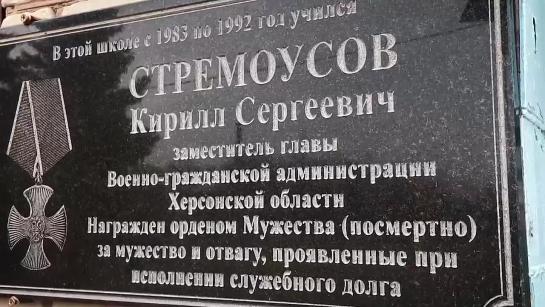 В этой школе с 1983 по 1992 год учился
СТРЕМОУСОВ
Кирилл Сергеевич
заместитель главы
Военно-гражданской администрации
Херсонской области
Награжден орденом Мужества (посмертно)
за мужество и отвагу, проявленные при
исполнении служебного долга